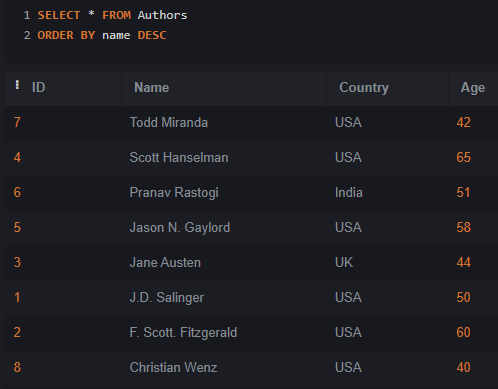 1 SELECT * FROM Authors
2 ORDER BY name DESC
ID Name Country Age
7 Todd Miranda USA 42
4 Scott Hanselman USA 65
6 Pranav Rastogi India 51
5 Jason N. Gaylord USA 58
3 Jane Austen UK 44
1 J.D. Salinger USA 50
2 F. Scott. Fitzgerald USA 60
8 Christian Wenz USA 40